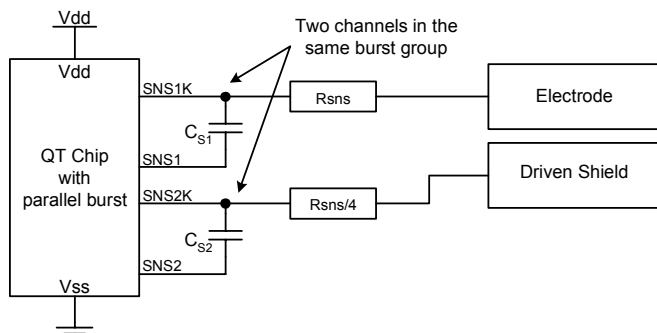 Vdd
Two channels in the
same burst group
Vdd
SNS1K
Rsns
Electrode
CS1
QT Chip
with
parallel burst
SNS1
Driven Shield
SNS2K
Rsns/4
CS2
SNS2
Vss